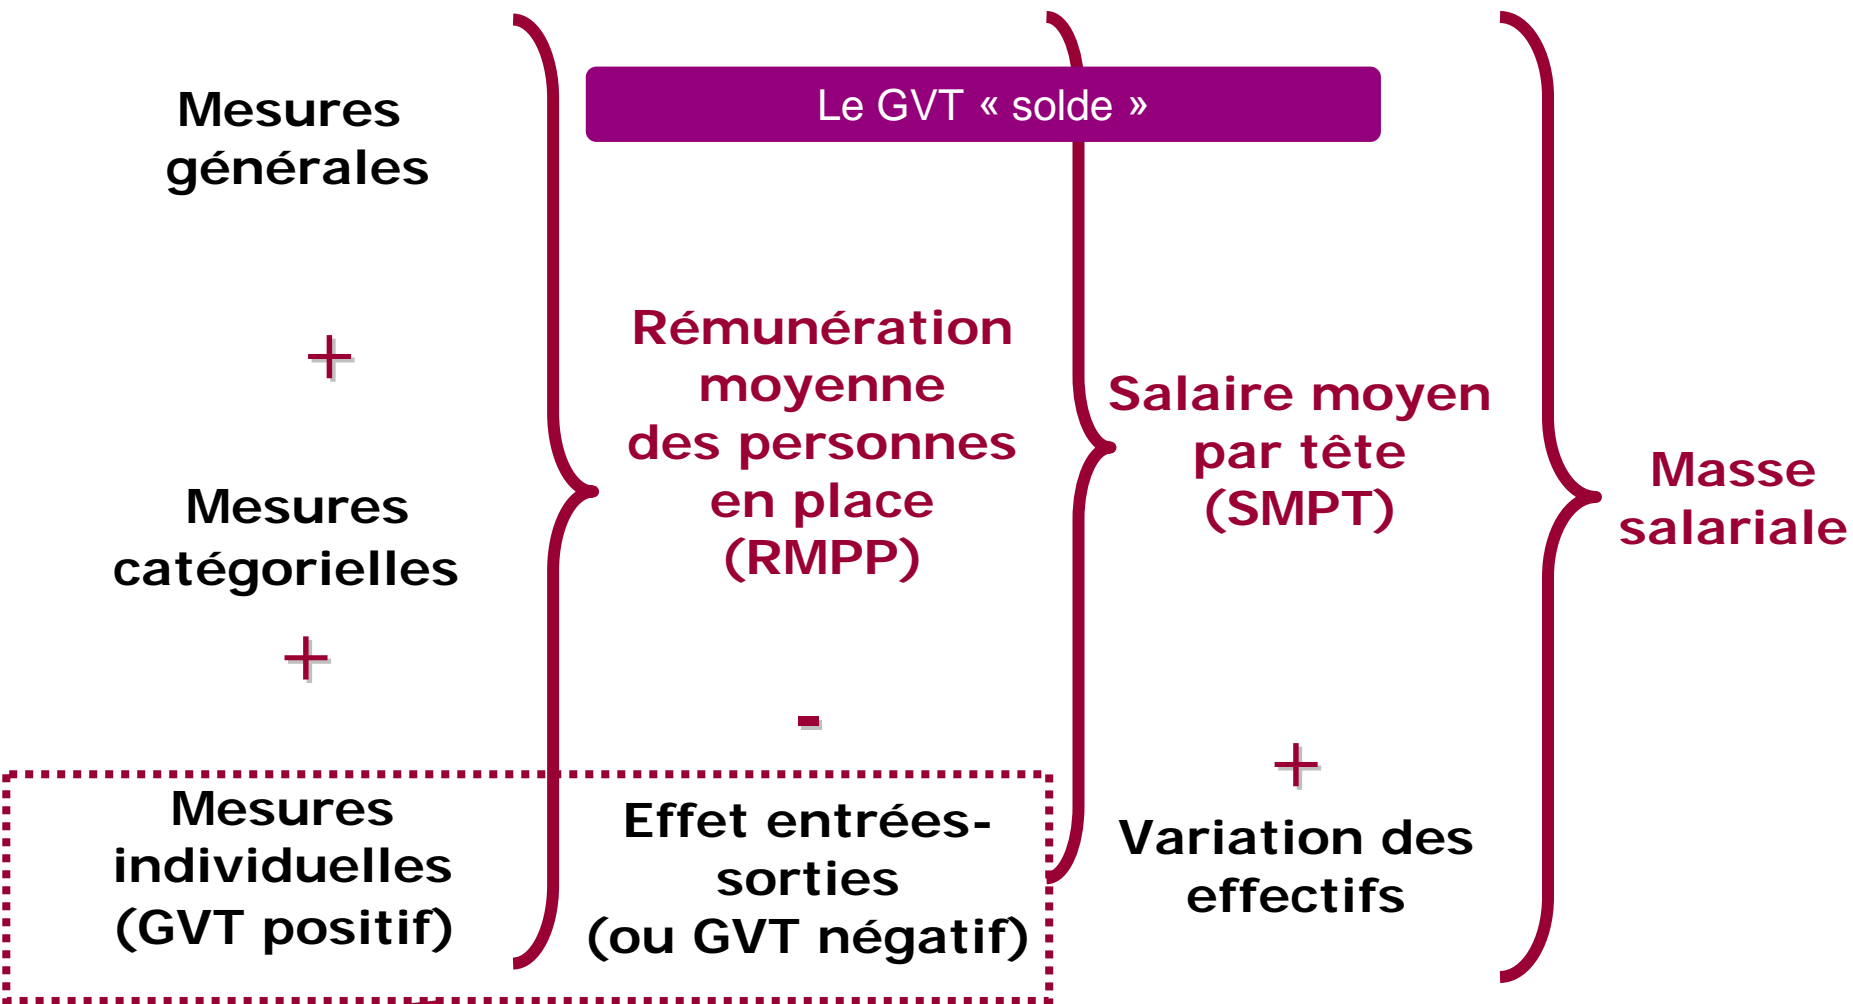 Le GVT « solde »
Mesures
générales
+
Mesures
catégorielles
+
Mesures
individuelles
(GVT positif)
Rémunération
moyenne
des personnes
en place
(RMPP)
-
Effet entrées-
sorties
(ou GVT négatif)
Salaire moyen
par tête
(SMPT)
+
Variation des
effectifs
Masse
salariale